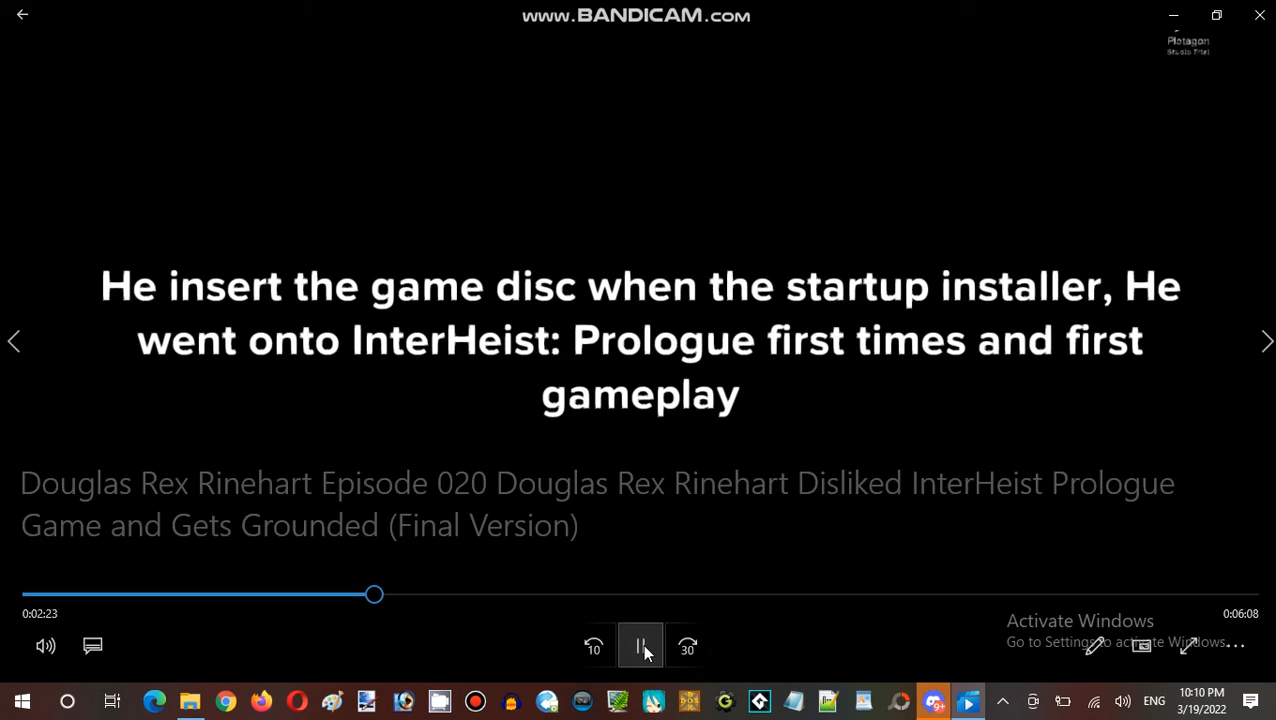 www.BANDICAM.com
Plotagon
Studio Trial
He insert the game disc when the startup installer, He
went onto InterHeist: Prologue first times and first
gameplay
Douglas Rex Rinehart Episode 020 Douglas Rex Rinehart Disliked InterHeist Prologue
Game and Gets Grounded (Final Version)
0:02:23
0:06:08
Activate Windows
Go to Settings to activate Windows.
10
30
ENG
10:10 PM
3/19/2022
9+